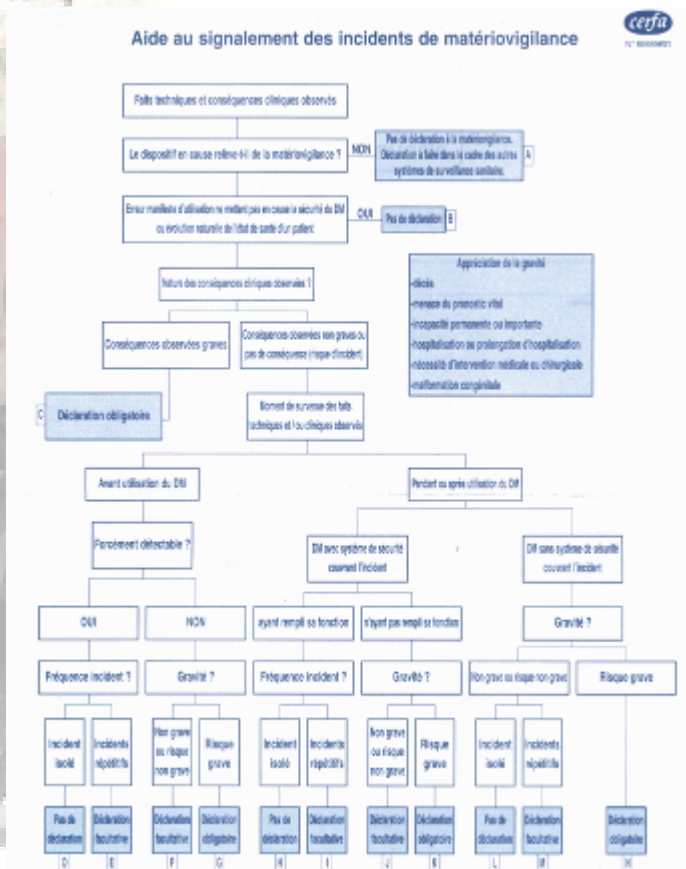 Aide au signalement des incidents de matériovigilance
cerfa
Faits techniques et conséquences cliniques observés
Le dispositif en cause relève-t-il de la matériovigilance ?
NON
Pas de déclaration à la matériovigilance.
Déclaration à faire dans le cadre des autres
systèmes de surveillance sanitaire.
A
Erreur manifeste d'utilisation ne mettant pas en cause la sécurité du DM
ou évolution naturelle de l'état de santé d'un patient
OUI
Pas de déclaration
B
Nature des conséquences cliniques observées ?
Appréciation de la gravité
-décès
-menace du pronostic vital
-incapacité permanente ou importante
-hospitalisation ou prolongation d'hospitalisation
-nécessité d'intervention médicale ou chirurgicale
-malformation congénitale
Conséquences observées graves
Conséquences observées non graves ou
pas de conséquence (risque d'incident)
C
Déclaration obligatoire
Moment de survenue des faits
techniques et / ou cliniques observés
Avant utilisation du DM
Pendant ou après utilisation du DM
Forcément détectable ?
DM avec système de sécurité
couvrant l'incident
DM sans système de sécurité
couvrant l'incident
OUI
NON
ayant rempli sa fonction
n'ayant pas rempli sa fonction
Gravité ?
Fréquence incident ?
Gravité ?
Fréquence incident ?
Gravité ?
Non grave ou risque non grave
Risque grave
Incident
isolé
Incidents
répétitifs
Non grave
ou risque
non grave
Risque
grave
Incident
isolé
Incidents
répétitifs
Non grave
ou risque
non grave
Risque
grave
Incident
isolé
Incidents
répétitifs
Pas de
déclaration
Déclaration
facultative
Déclaration
facultative
Déclaration
obligatoire
Pas de
déclaration
Déclaration
facultative
Déclaration
facultative
Déclaration
obligatoire
Pas de
déclaration
Déclaration
facultative
Déclaration
obligatoire
D
E
F
G
H
I
J
K
L
M
N